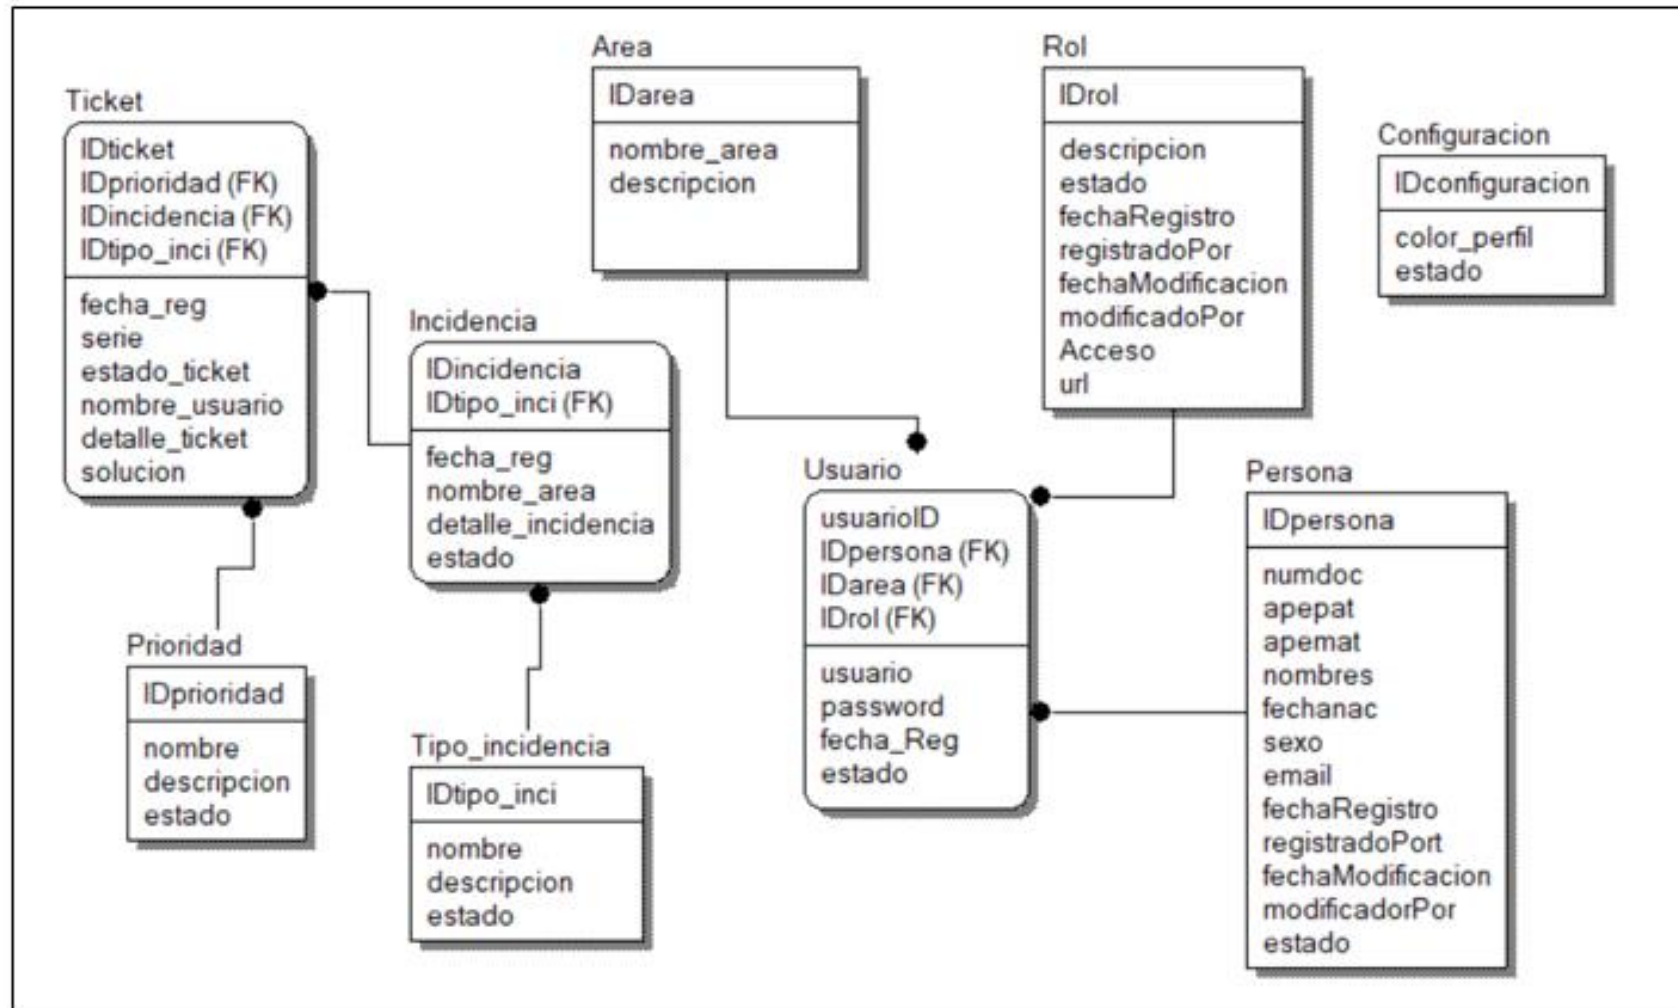 Ticket
IDticket
IDprioridad (FK)
IDincidencia (FK)
IDtipo_inci (FK)
fecha_reg
serie
estado_ticket
nombre_usuario
detalle_ticket
solucion
Prioridad
IDprioridad
nombre
descripcion
estado
Incidencia
IDincidencia
IDtipo_inci (FK)
fecha_reg
nombre_area
detalle_incidencia
estado
Tipo_incidencia
IDtipo_inci
nombre
descripcion
estado
Area
IDarea
nombre_area
descripcion
Usuario
usuarioID
IDpersona (FK)
IDarea (FK)
IDrol (FK)
usuario
password
fecha_Reg
estado
Rol
IDrol
descripcion
estado
fechaRegistro
registradoPor
fechaModificacion
modificadoPor
Acceso
url
Persona
IDpersona
numdoc
apepat
apemat
nombres
fechanac
sexo
email
fechaRegistro
registradoPort
fechaModificacion
modificadorPor
estado
Configuracion
IDconfiguracion
color_perfil
estado